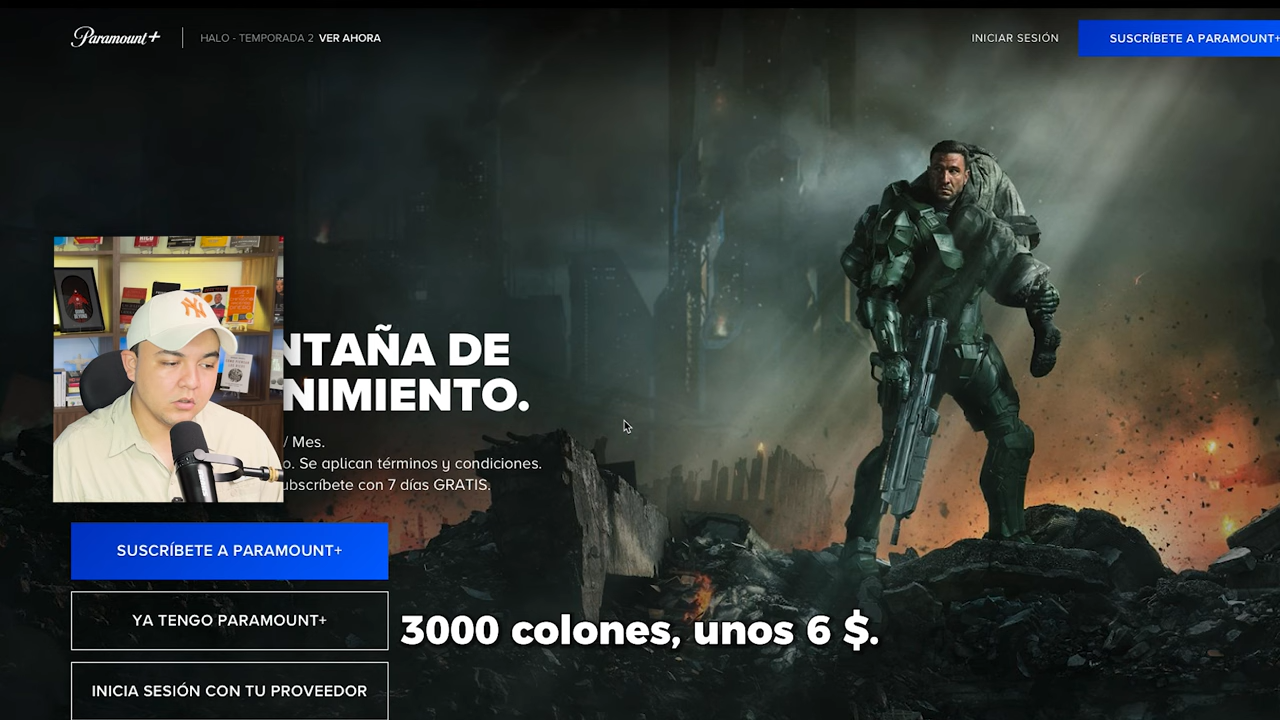 Paramount+
HALO - TEMPORADA 2 VER AHORA
INICIAR SESIÓN
SUSCRÍBETE A PARAMOUNT+
NTAÑA DE
NIMIENTO.
/ Mes.
o. Se aplican términos y condiciones.
ubscríbete con 7 días GRATIS.
SUSCRÍBETE A PARAMOUNT+
YA TENGO PARAMOUNT+
3000 colones, unos 6 $.
INICIA SESIÓN CON TU PROVEEDOR